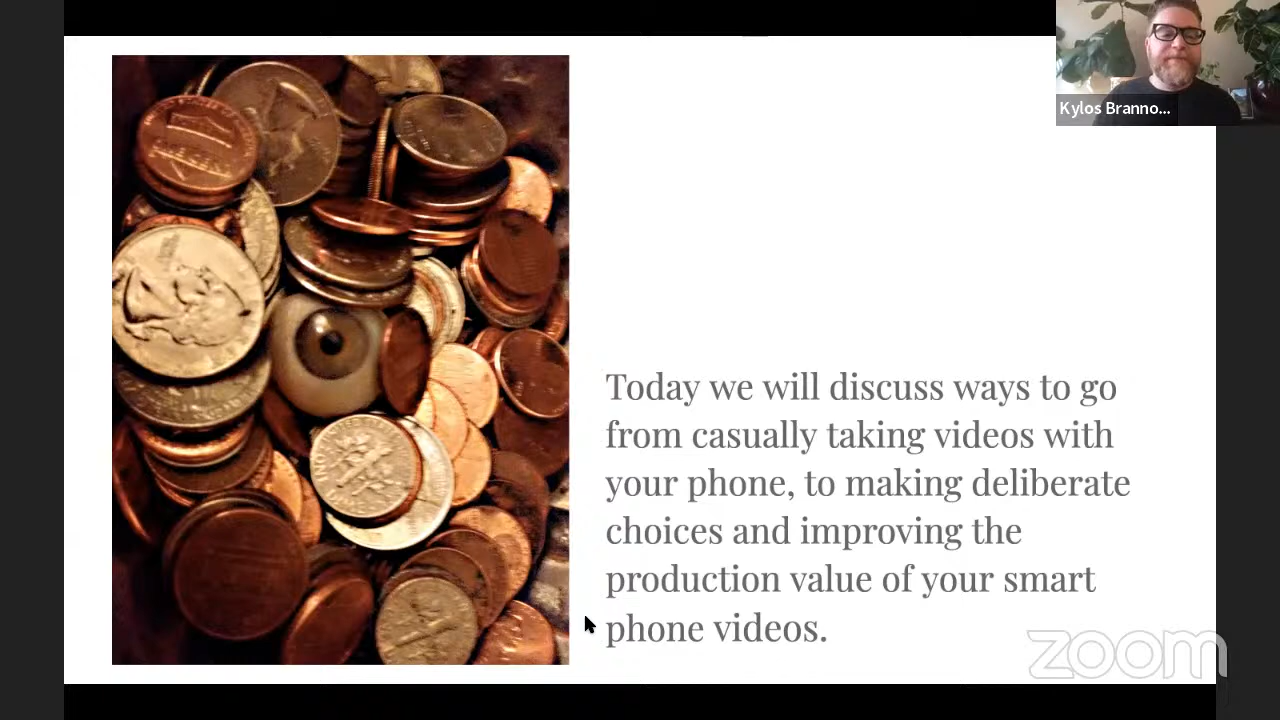 Kylos Branno...
Today we will discuss ways to go
from casually taking videos with
your phone, to making deliberate
choices and improving the
production value of your smart
phone videos.
zoom